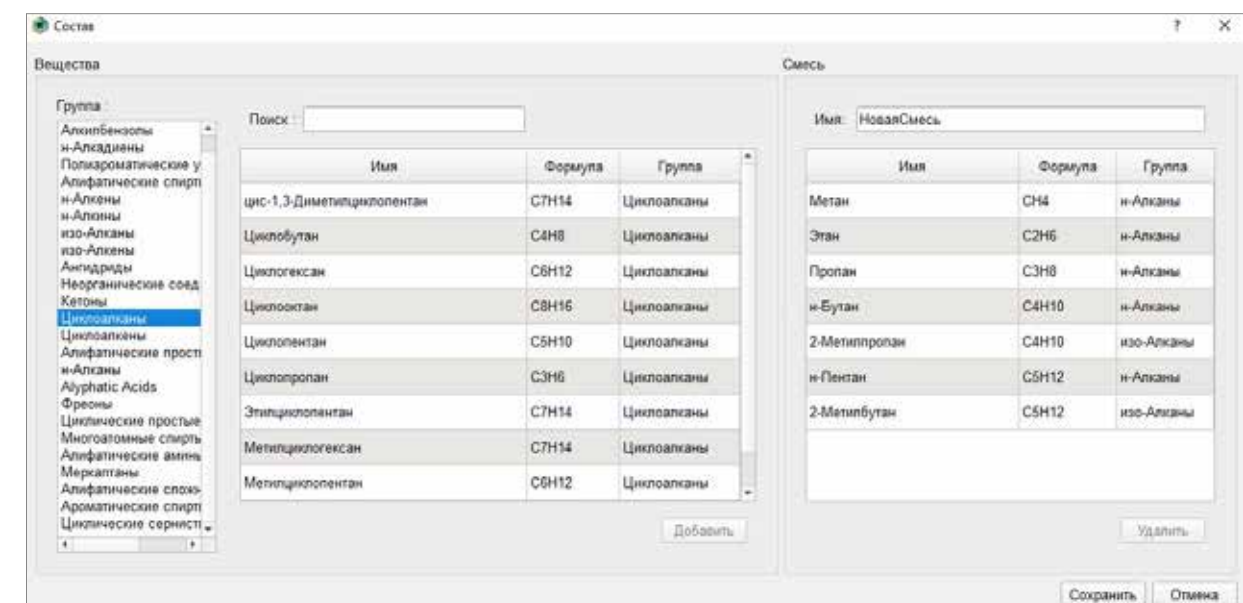 Состав
? ×
Вещества
Группа :
Алкилбензолы
н-Алкадиены
Полиароматические у
Алифатические спирт
н-Алкены
н-Алкины
изо-Алканы
изо-Алкены
Ангидриды
Неорганические соед
Кетоны
Циклоалканы
Циклоалкены
Алифатические прост
н-Алканы
Alyphatic Acids
Фреоны
Циклические простые
Многоатомные спирты
Алифатические амины
Меркаптаны
Алифатические слож
Ароматические спирт
Циклические сернист
Поиск :
Имя Формула Группа
цис-1,3-Диметилциклопентан C7H14 Циклоалканы
Циклобутан C4H8 Циклоалканы
Циклогексан C6H12 Циклоалканы
Циклооктан C8H16 Циклоалканы
Циклопентан C5H10 Циклоалканы
Циклопропан C3H6 Циклоалканы
Этилциклопентан C7H14 Циклоалканы
Метилциклогексан C7H14 Циклоалканы
Метилциклопентан C6H12 Циклоалканы
Добавить
Смесь
Имя: НоваяСмесь
Имя Формула Группа
Метан CH4 н-Алканы
Этан C2H6 н-Алканы
Пропан C3H8 н-Алканы
н-Бутан C4H10 н-Алканы
2-Метилпропан C4H10 изо-Алканы
н-Пентан C5H12 н-Алканы
2-Метилбутан C5H12 изо-Алканы
Удалить
Сохранить Отмена